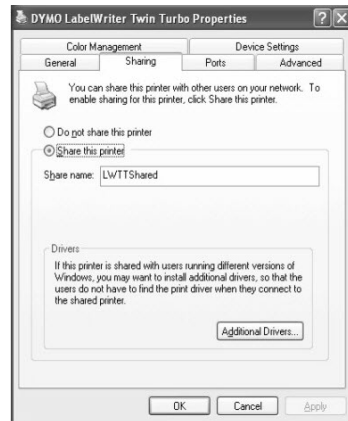 DYMO LabelWriter Twin Turbo Properties
Color Management Device Settings
General Sharing Ports Advanced
You can share this printer with other users on your network. To
enable sharing for this printer, click Share this printer.
Do not share this printer
Share this printer
Share name: LWTTShared
Drivers
If this printer is shared with users running different versions of
Windows, you may want to install additional drivers, so that the
users do not have to find the print driver when they connect to
the shared printer.
Additional Drivers...
OK Cancel Apply